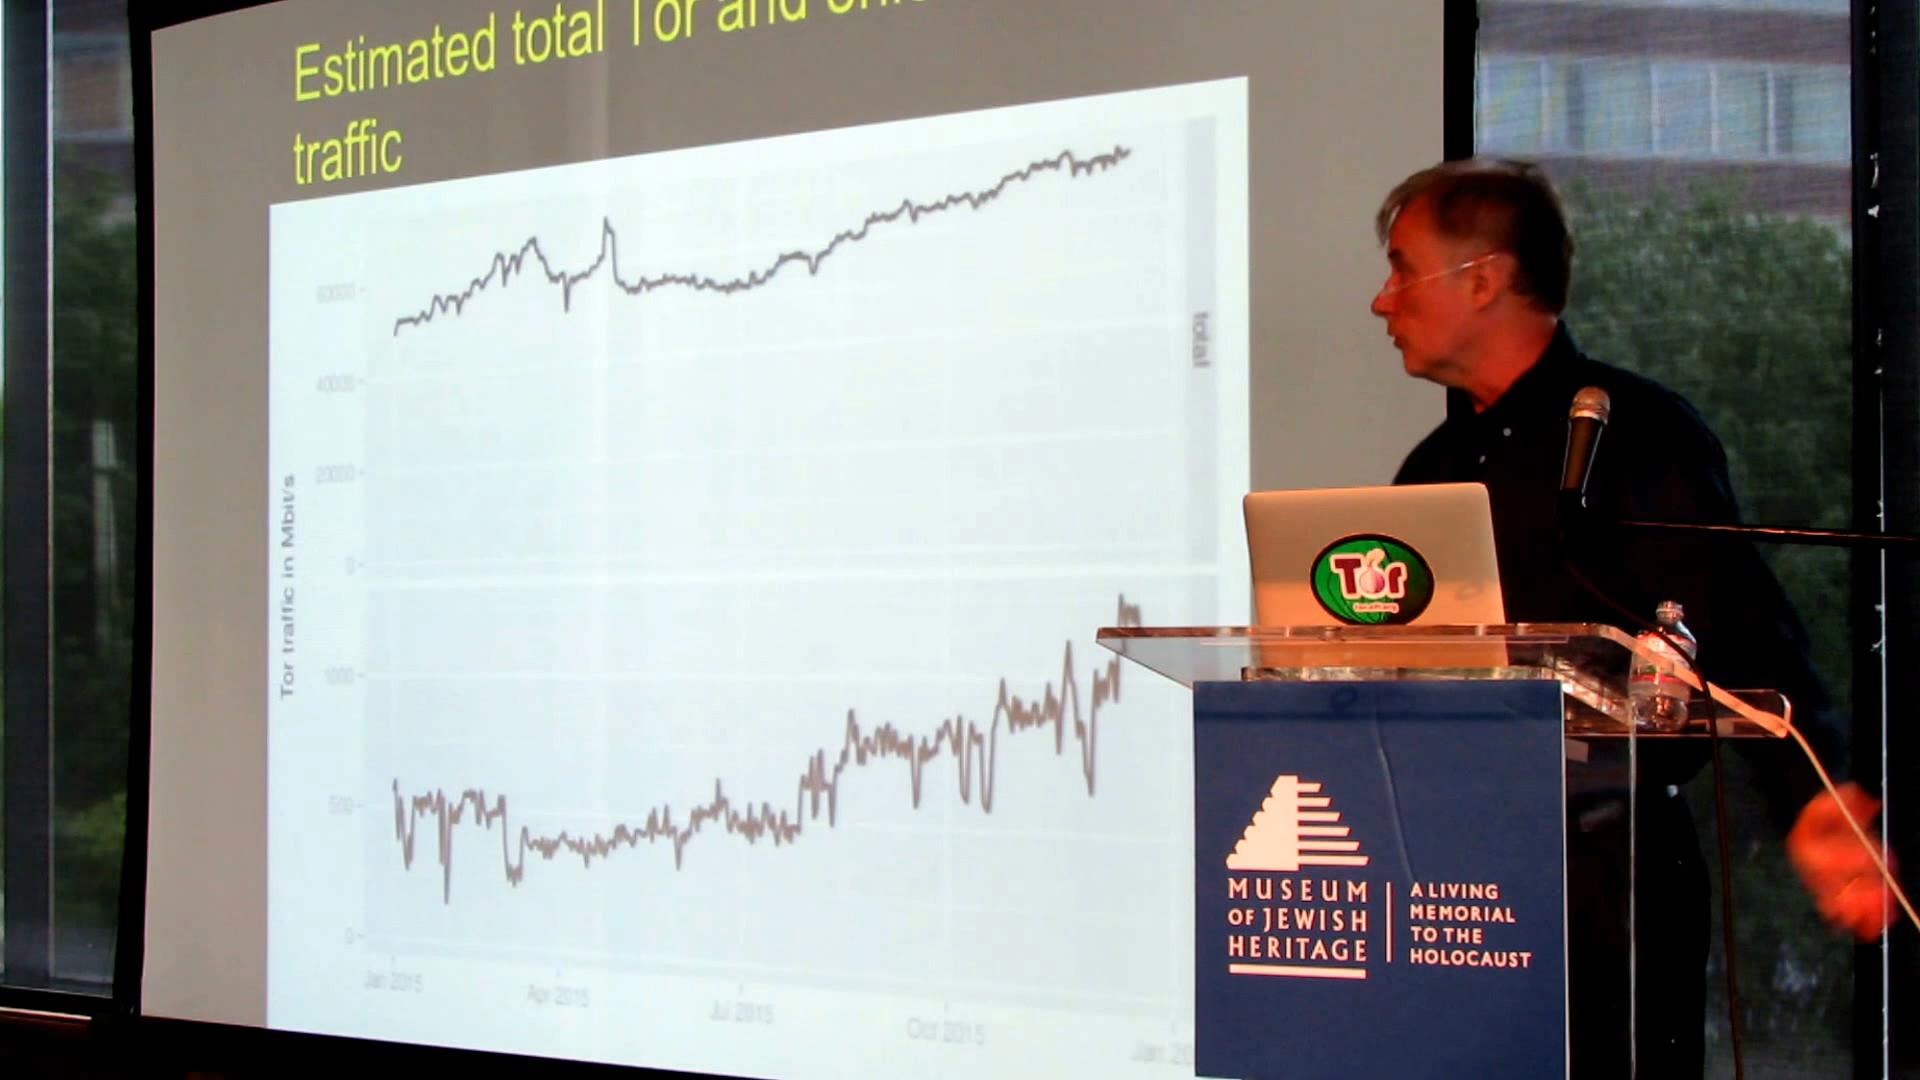 Estimated total Tor and
traffic
60000
40000
20000
0
total
Tor traffic in Mbit/s
1000
500
0
Jan 2015
Apr 2015
Jul 2015
Oct 2015
Jan
Tor
MUSEUM
OF JEWISH
HERITAGE
A LIVING
MEMORIAL
TO THE
HOLOCAUST